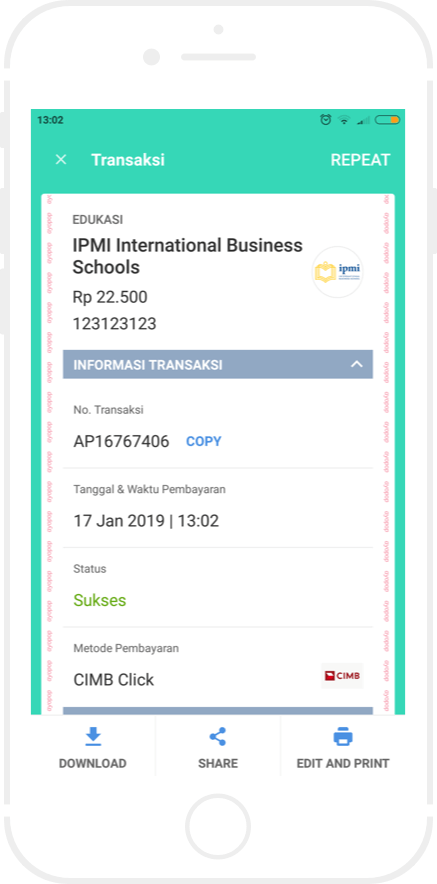 13:02
× Transaksi REPEAT
EDUKASI
IPMI International Business
Schools
ipmi
Rp 22.500
123123123
INFORMASI TRANSAKSI
No. Transaksi
AP16767406 COPY
Tanggal & Waktu Pembayaran
17 Jan 2019 | 13:02
Status
Sukses
Metode Pembayaran
CIMB Click CIMB
DOWNLOAD SHARE EDIT AND PRINT